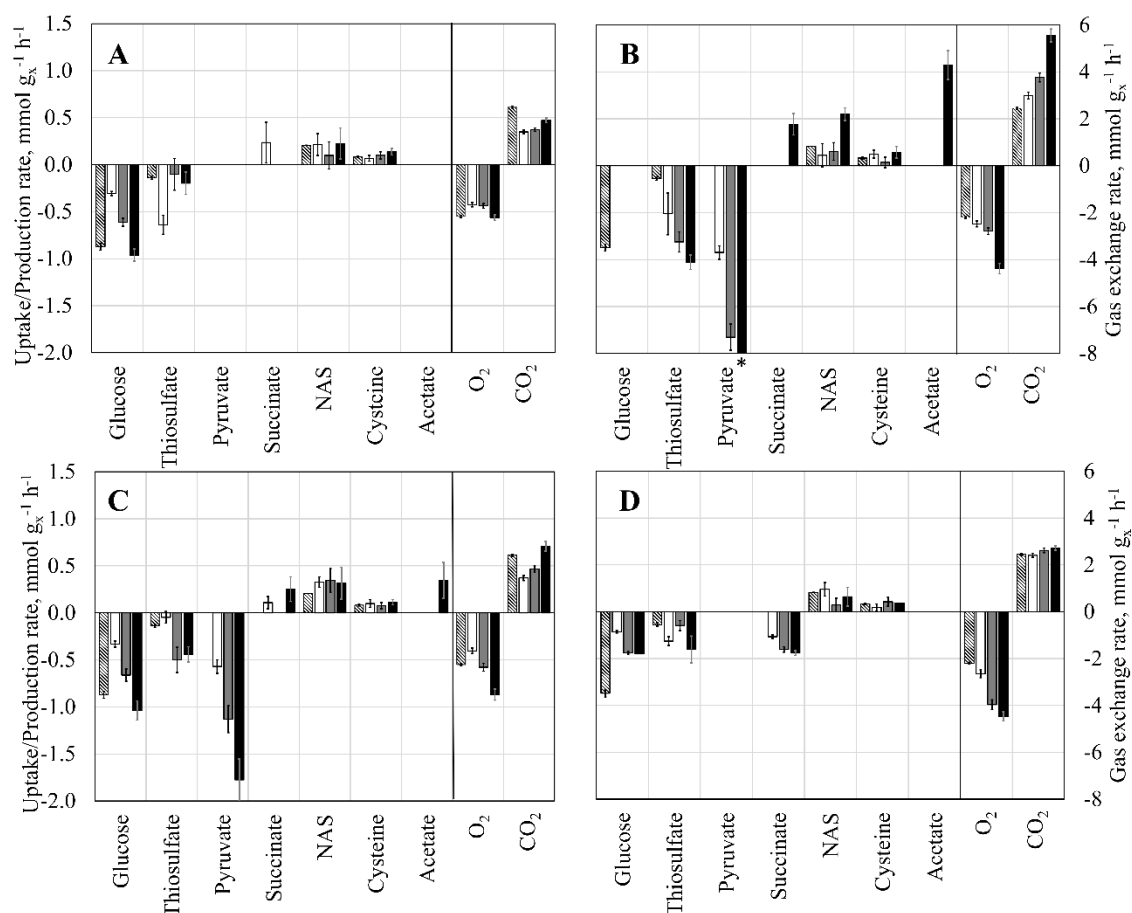 A
B
Uptake/Production rate, mmol gx-1 h-1
1.5
1.0
0.5
0.0
-0.5
-1.0
-1.5
-2.0
6
4
2
0
-2
-4
-6
-8
Gas exchange rate, mmol gx-1 h-1
*
Glucose
Thiosulfate
Pyruvate
Succinate
NAS
Cysteine
Acetate
O2
CO2
Glucose
Thiosulfate
Pyruvate
Succinate
NAS
Cysteine
Acetate
O2
CO2
C
D
Uptake/Production rate, mmol gx-1 h-1
1.5
1.0
0.5
0.0
-0.5
-1.0
-1.5
-2.0
6
4
2
0
-2
-4
-6
-8
Gas exchange rate, mmol gx-1 h-1
Glucose
Thiosulfate
Pyruvate
Succinate
NAS
Cysteine
Acetate
O2
CO2
Glucose
Thiosulfate
Pyruvate
Succinate
NAS
Cysteine
Acetate
O2
CO2